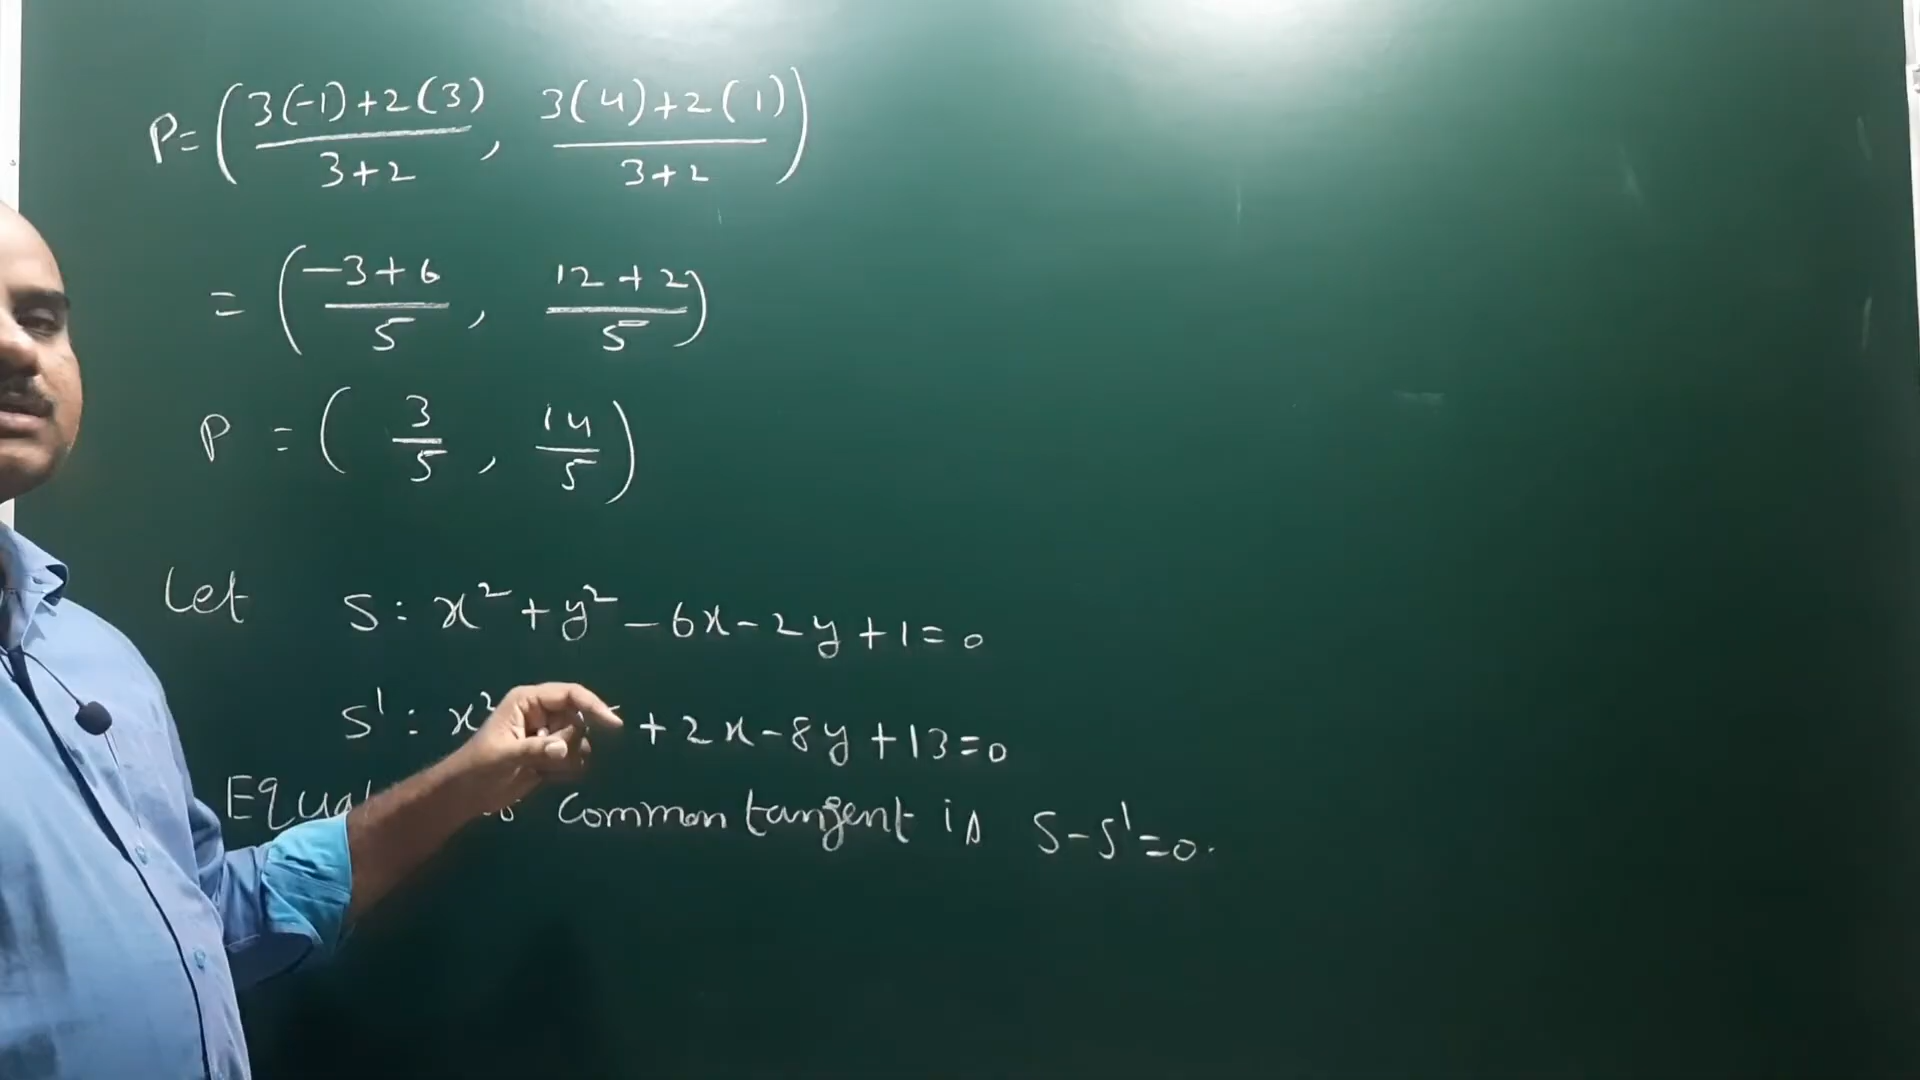 P = ( 3(-1)+2(3) / 3+2 , 3(4)+2(1) / 3+2 )
= ( -3+6 / 5 , 12+2 / 5 )
P = ( 3/5 , 14/5 )
Let S: x² + y² - 6x - 2y + 1 = 0
S': x² + 2x - 8y + 13 = 0
common tangent is S - S' = 0.